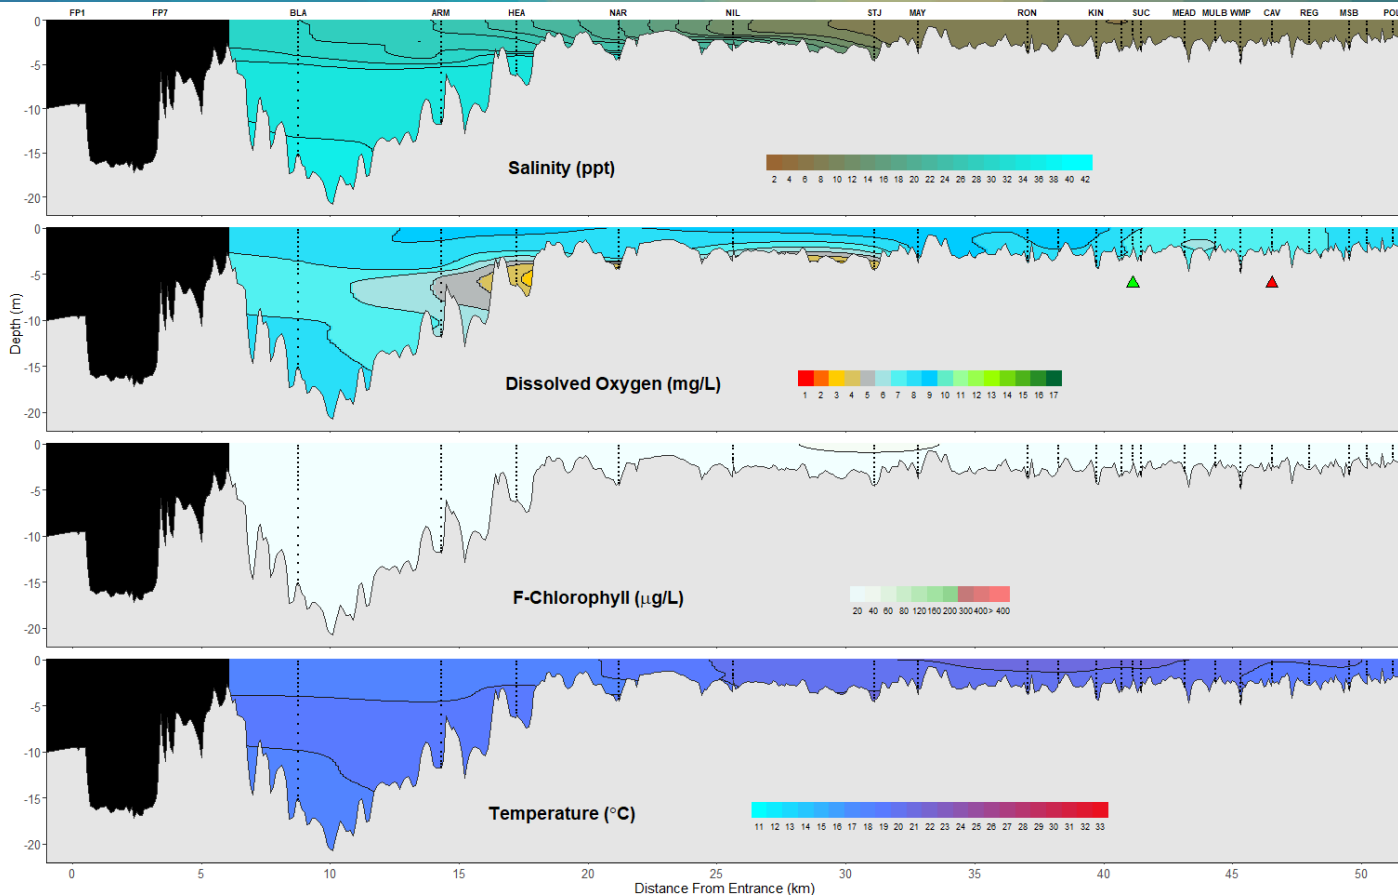 FP1 FP7 BLA ARM HEA NAR NIL STJ MAY RON KIN SUC MEAD MULB WMP CAV REG MSB POL
0
-5
-10
-15
-20
Salinity (ppt)
2 4 6 8 10 12 14 16 18 20 22 24 26 28 30 32 34 36 38 40 42
0
-5
-10
-15
-20
Depth (m)
Dissolved Oxygen (mg/L)
1 2 3 4 5 6 7 8 9 10 11 12 13 14 15 16 17
0
-5
-10
-15
-20
F-Chlorophyll (μg/L)
20 40 60 80 120 160 200 300 400 > 400
0
-5
-10
-15
-20
Temperature (°C)
11 12 13 14 15 16 17 18 19 20 21 22 23 24 25 26 27 28 29 30 31 32 33
0 5 10 15 20 25 30 35 40 45 50
Distance From Entrance (km)